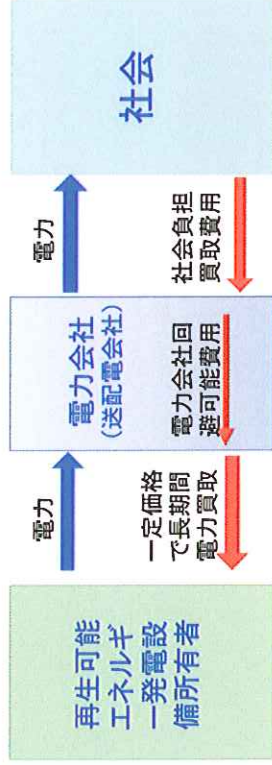 再生可能
エネルギ
ー発電設
備所有者
電力
一定価格
で長期間
電力買取
電力会社
(送配電会社)
電力会社回
避可能費用
電力
社会負担
買取費用
社会